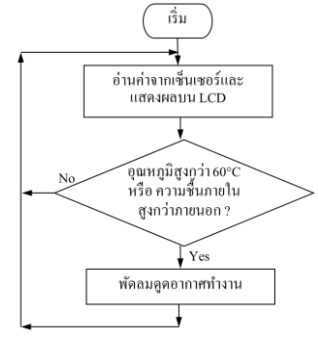 เริ่ม
อ่านค่าจากเซ็นเซอร์และ
แสดงผลบน LCD
อุณหภูมิสูงกว่า 60°C
หรือ ความชื้นภายใน
สูงกว่าภายนอก ?
No
Yes
พัดลมดูดอากาศทำงาน